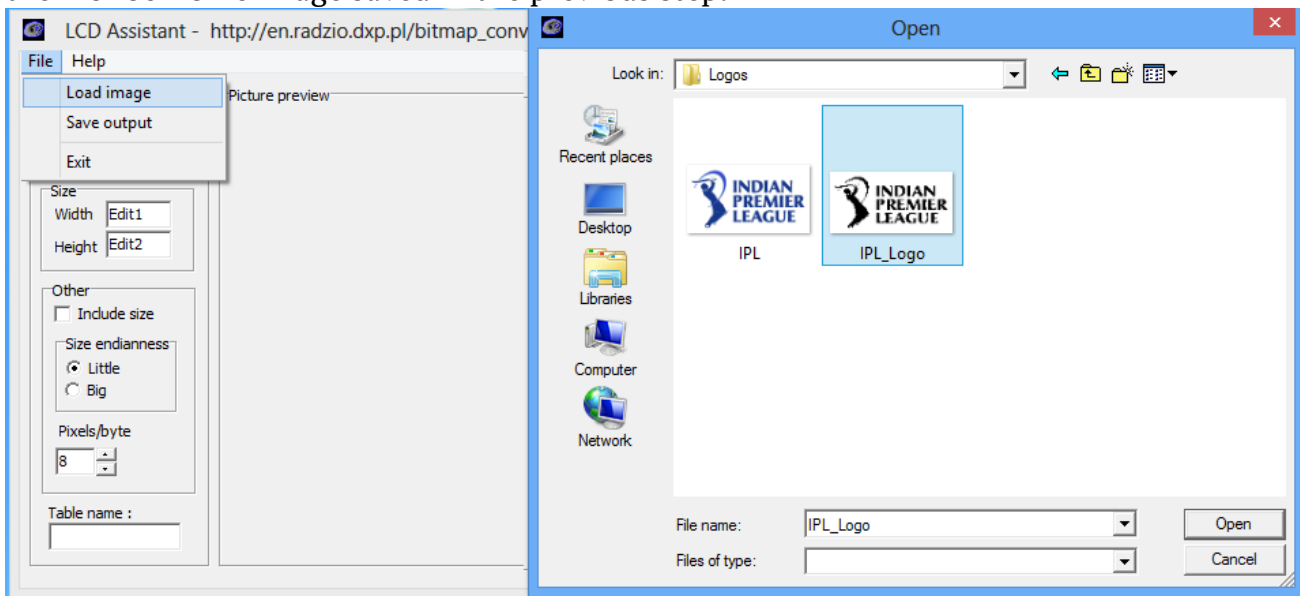 LCD Assistant - http://en.radzio.dxp.pl/bitmap_conv
File Help
Load image
Save output
Exit
Picture preview
Size
Width Edit1
Height Edit2
Other
Include size
Size endianness
Little
Big
Pixels/byte
8
Table name :
Open
Look in: Logos
Recent places
Desktop
Libraries
Computer
Network
INDIAN
PREMIER
LEAGUE
IPL
INDIAN
PREMIER
LEAGUE
IPL_Logo
File name: IPL_Logo Open
Files of type: Cancel